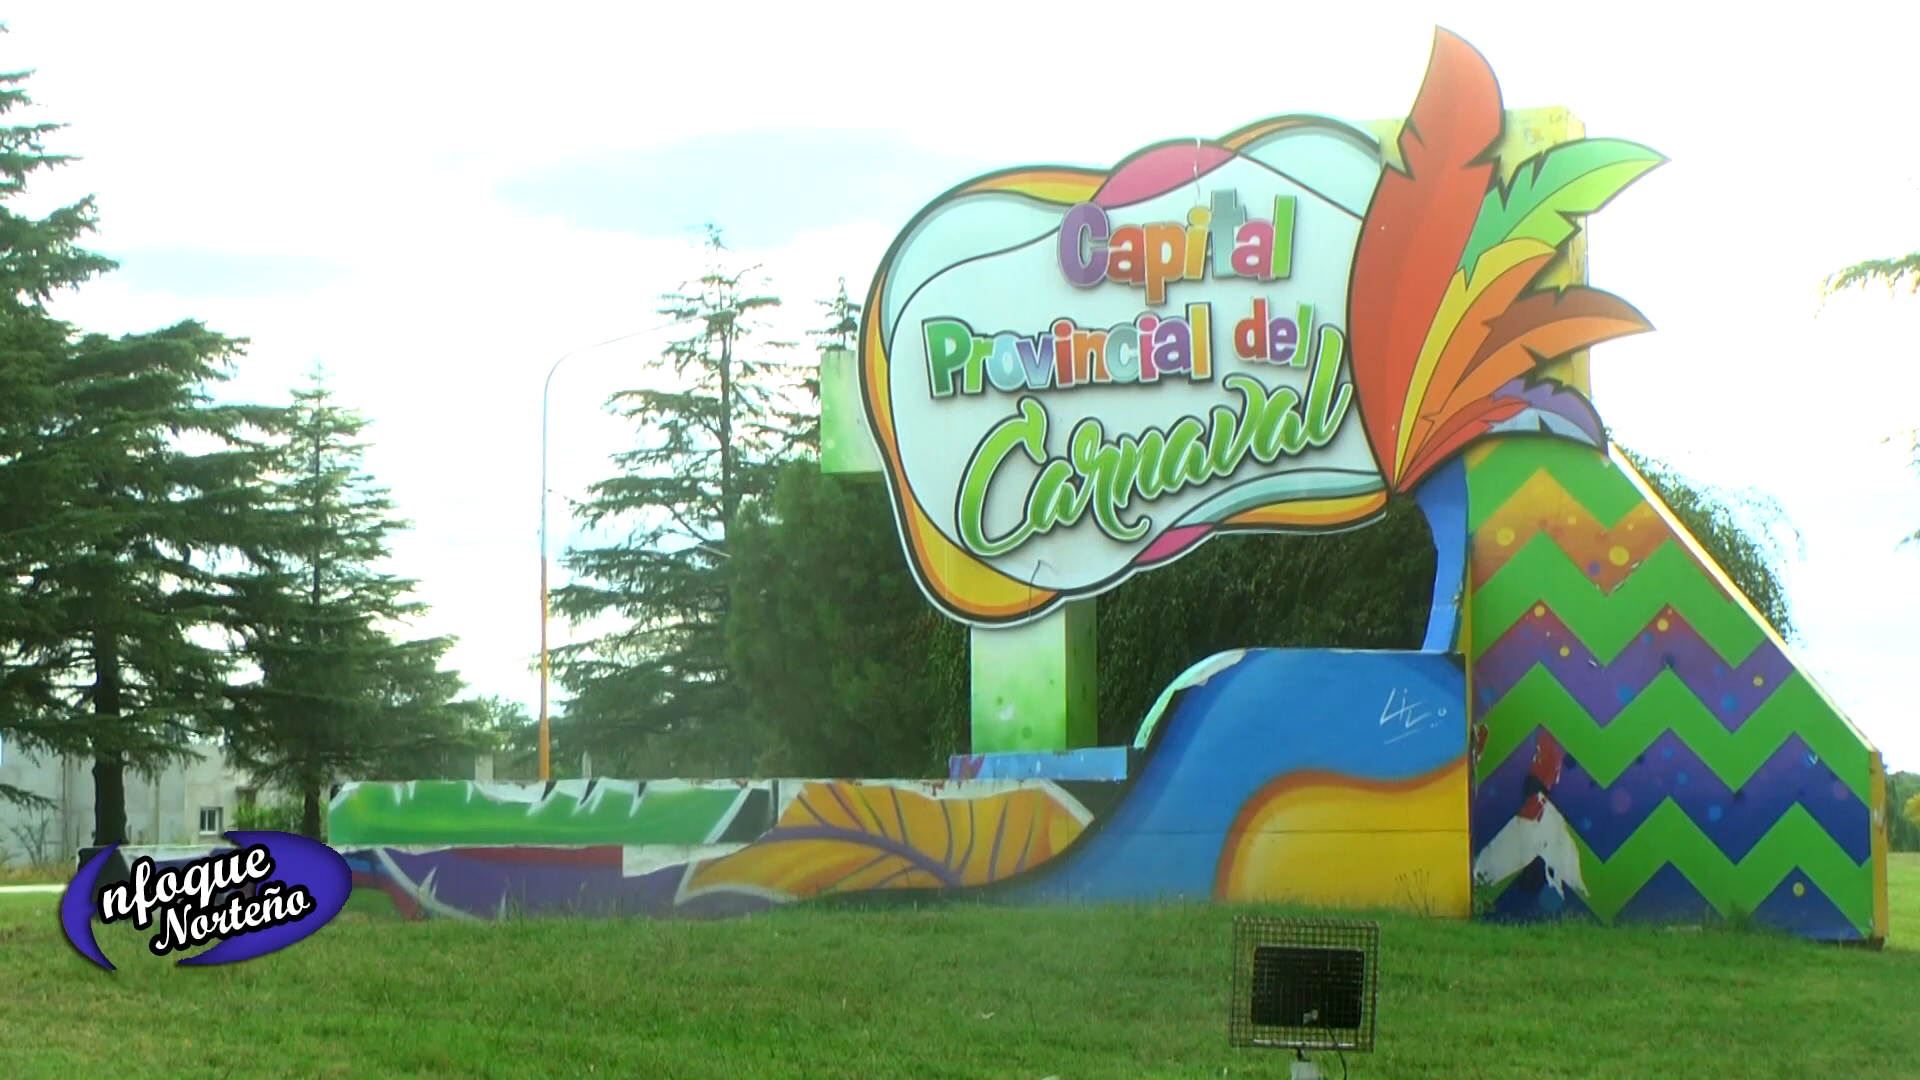 Capital
Provincial del
Carnaval
nfoque
Norteño